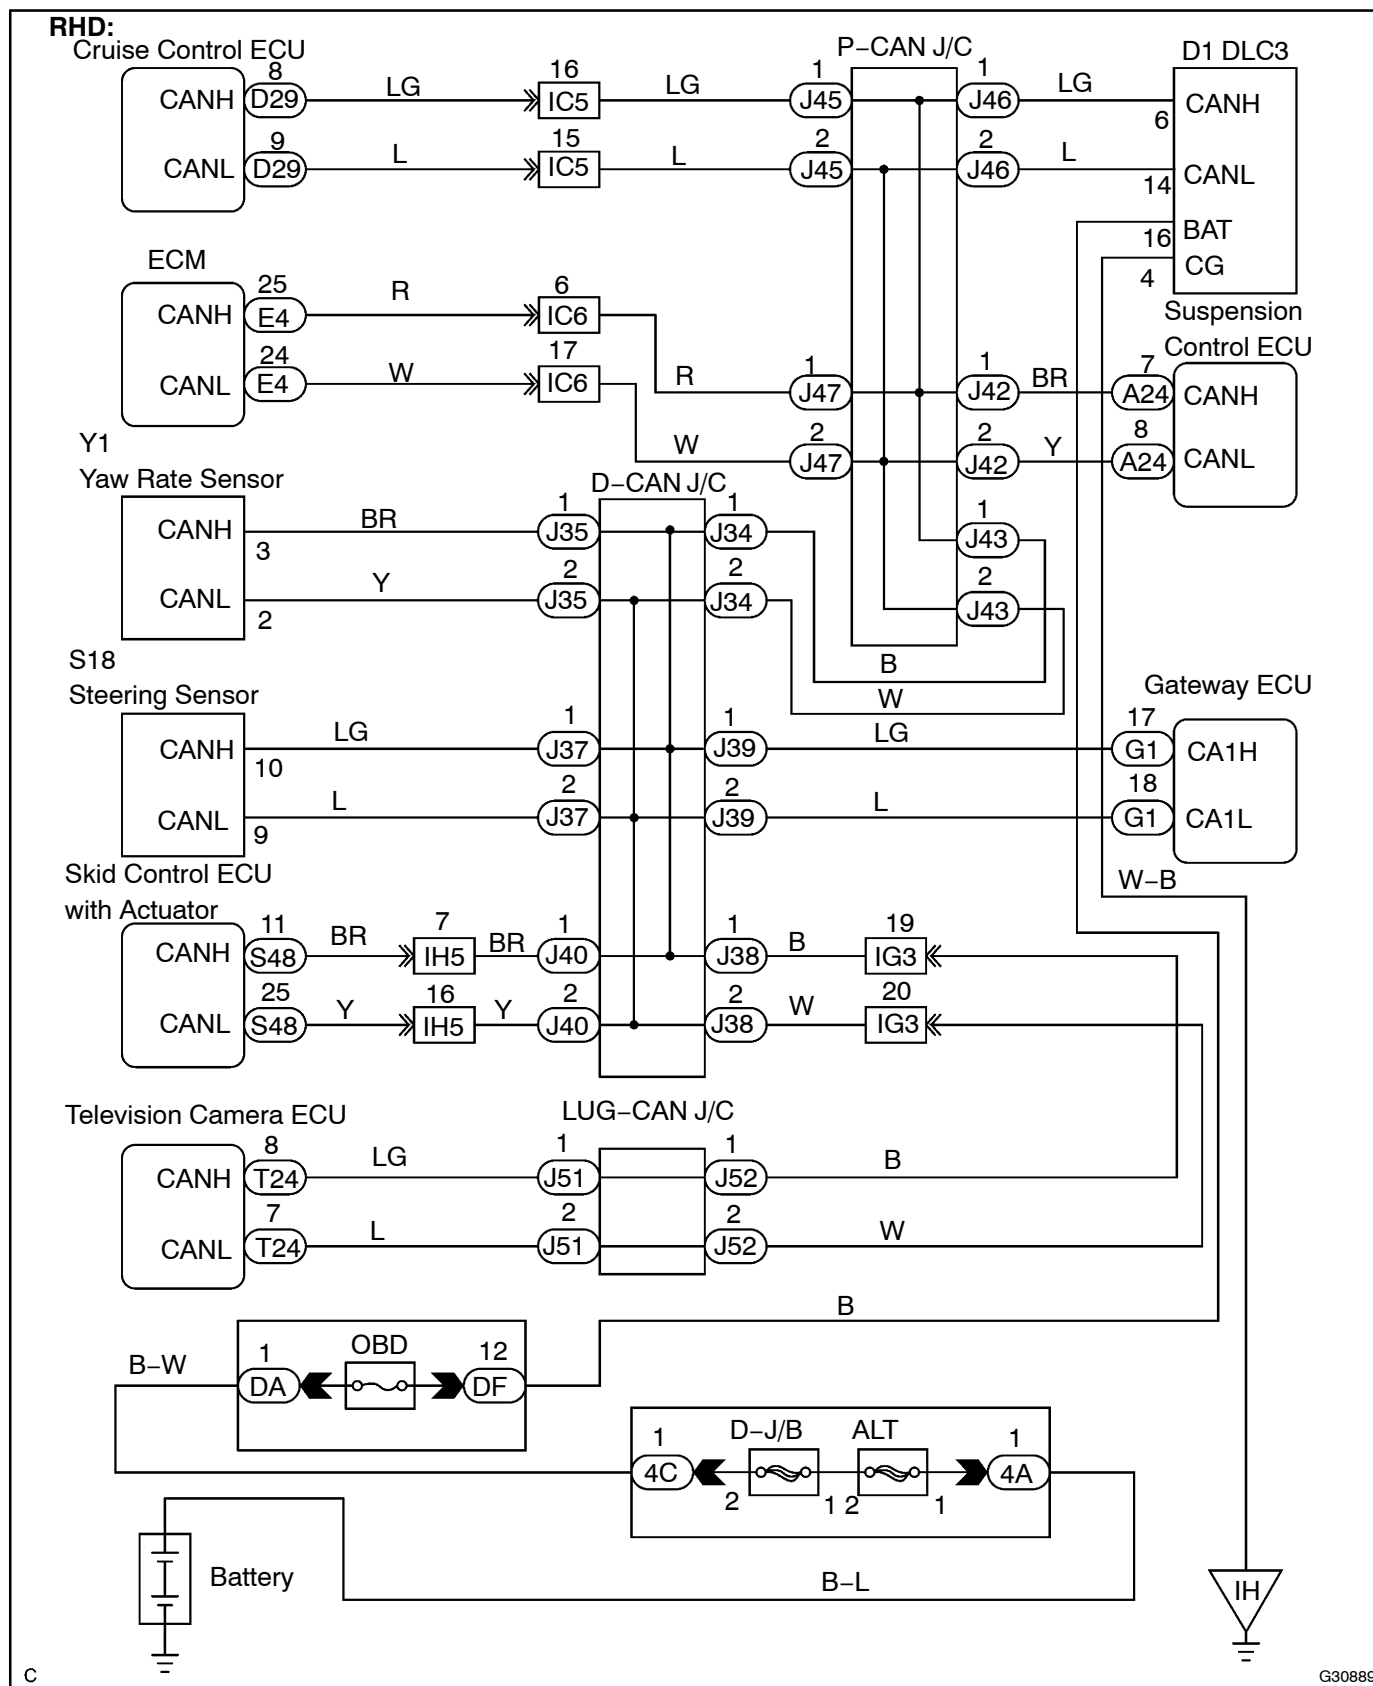 RHD:
Cruise Control ECU
P−CAN J/C
D1 DLC3
8
16
1
1
CANH
D29
LG
IC5
LG
J45
J46
LG
CANH
6
9
15
2
2
CANL
D29
L
IC5
L
J45
J46
L
CANL
14
BAT
16
CG
4
ECM
25
6
CANH
E4
R
IC6
Suspension
Control ECU
24
17
1
1
7
CANL
E4
W
IC6
R
J47
J42
BR
A24
CANH
2
2
8
W
J47
J42
Y
A24
CANL
Y1
Yaw Rate Sensor
D−CAN J/C
1
1
1
CANH
3
BR
J35
J34
J43
2
2
2
CANL
2
Y
J35
J34
J43
B
W
S18
Steering Sensor
Gateway ECU
1
1
17
CANH
10
LG
J37
J39
LG
G1
CA1H
2
2
18
CANL
9
L
J37
J39
L
G1
CA1L
Skid Control ECU
with Actuator
W−B
11
7
1
1
19
CANH
S48
BR
IH5
BR
J40
J38
B
IG3
25
16
2
2
20
CANL
S48
Y
IH5
Y
J40
J38
W
IG3
Television Camera ECU
LUG−CAN J/C
8
1
1
CANH
T24
LG
J51
J52
B
7
2
2
CANL
T24
L
J51
J52
W
B
B−W
1
OBD
12
DA
DF
1
D−J/B
ALT
1
4C
4A
2
1
2
1
Battery
B−L
IH
C
G30889